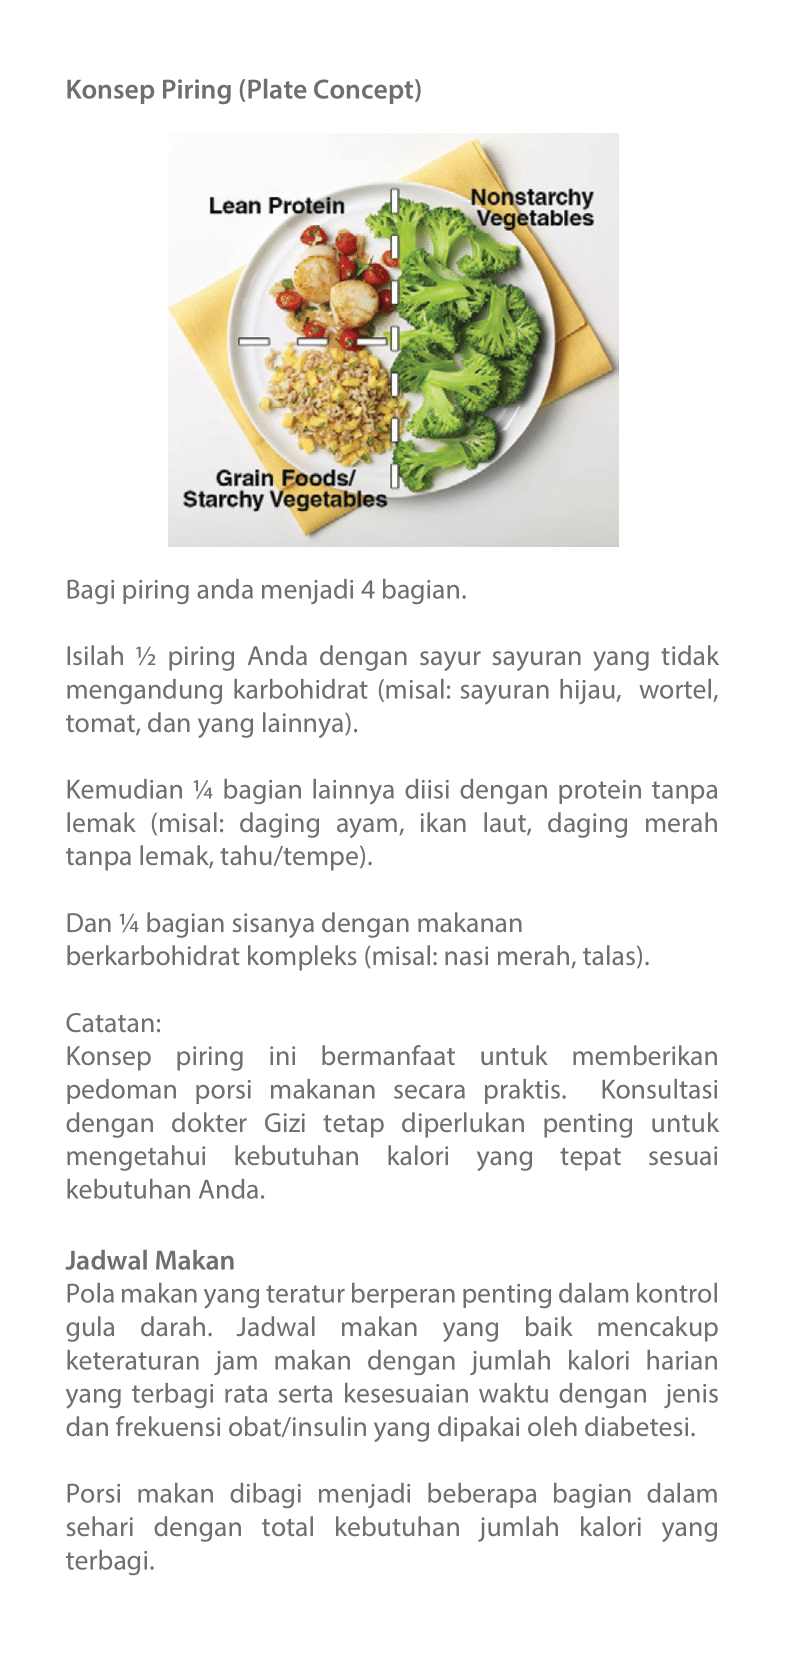 Konsep Piring (Plate Concept)
Lean Protein
Nonstarchy
Vegetables
Grain Foods/
Starchy Vegetables
Bagi piring anda menjadi 4 bagian.
Isilah ½ piring Anda dengan sayur sayuran yang tidak
mengandung karbohidrat (misal: sayuran hijau, wortel,
tomat, dan yang lainnya).
Kemudian ¼ bagian lainnya diisi dengan protein tanpa
lemak (misal: daging ayam, ikan laut, daging merah
tanpa lemak, tahu/tempe).
Dan ¼ bagian sisanya dengan makanan
berkarbohidrat kompleks (misal: nasi merah, talas).
Catatan:
Konsep piring ini bermanfaat untuk memberikan
pedoman porsi makanan secara praktis. Konsultasi
dengan dokter Gizi tetap diperlukan penting untuk
mengetahui kebutuhan kalori yang tepat sesuai
kebutuhan Anda.
Jadwal Makan
Pola makan yang teratur berperan penting dalam kontrol
gula darah. Jadwal makan yang baik mencakup
keteraturan jam makan dengan jumlah kalori harian
yang terbagi rata serta kesesuaian waktu dengan jenis
dan frekuensi obat/insulin yang dipakai oleh diabetesi.
Porsi makan dibagi menjadi beberapa bagian dalam
sehari dengan total kebutuhan jumlah kalori yang
terbagi.